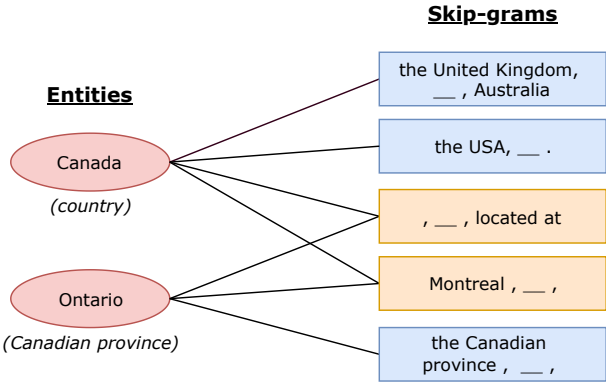 Skip-grams
the United Kingdom,
__ , Australia
Entities
the USA, __ .
Canada
(country)
, __ , located at
Montreal , __ ,
Ontario
(Canadian province)
the Canadian
province , __ ,